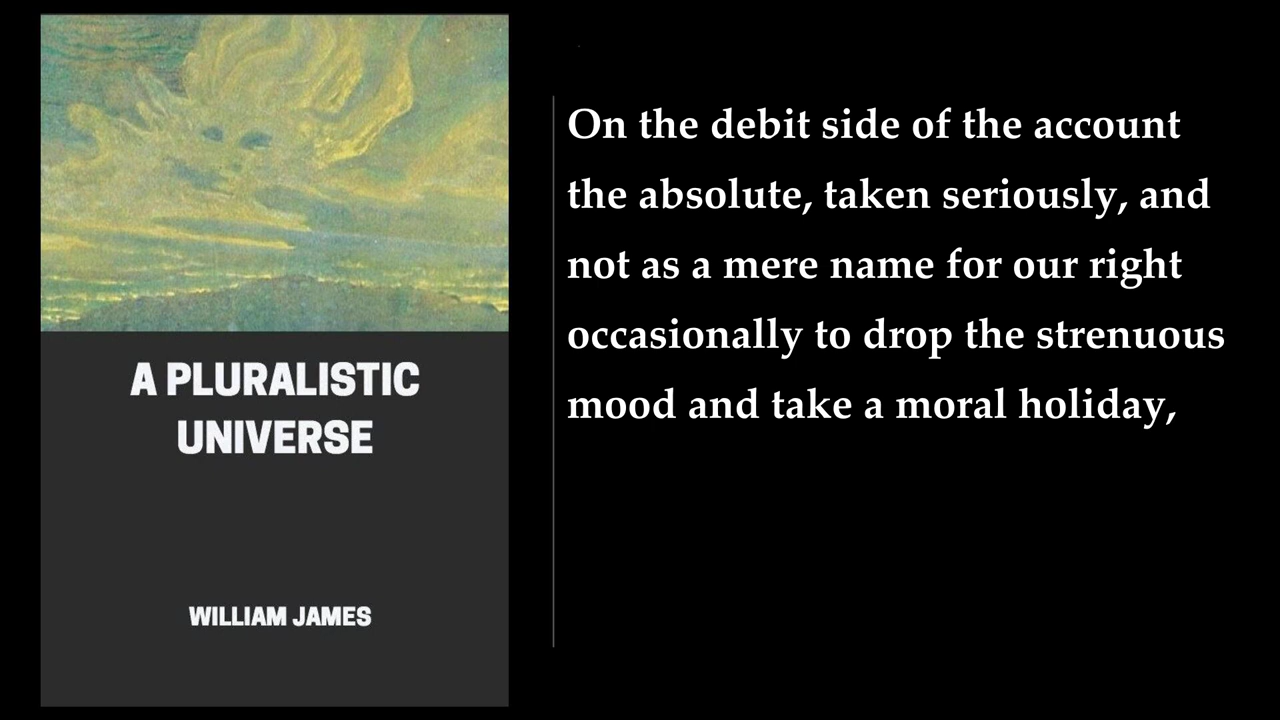 A PLURALISTIC
UNIVERSE
WILLIAM JAMES
On the debit side of the account
the absolute, taken seriously, and
not as a mere name for our right
occasionally to drop the strenuous
mood and take a moral holiday,